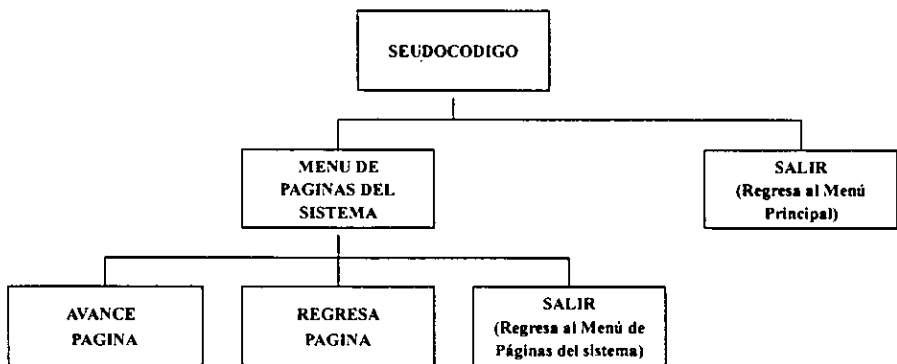 SEUDOCODIGO
MENU DE
PAGINAS DEL
SISTEMA
SALIR
(Regresa al Menú
Principal)
AVANCE
PAGINA
REGRESA
PAGINA
SALIR
(Regresa al Menú de
Páginas del sistema)